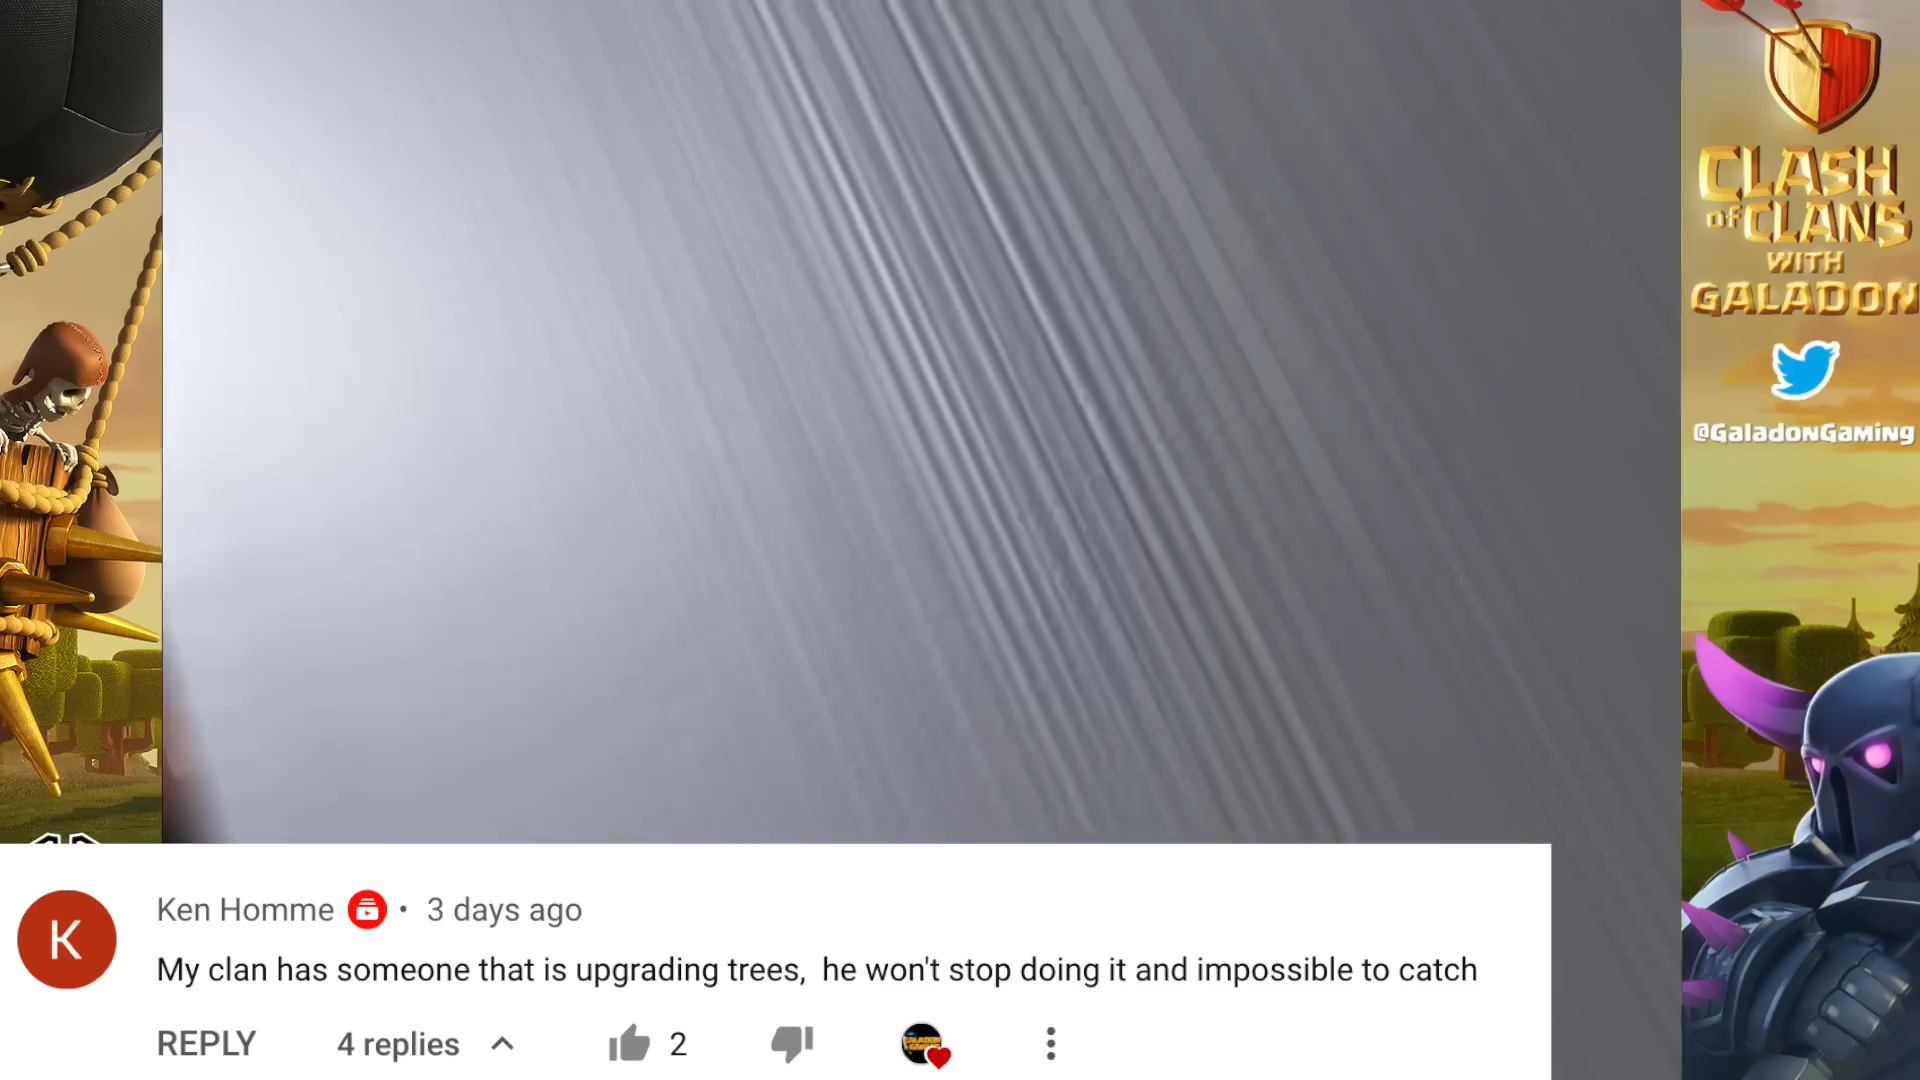 CLASH
OF CLANS
WITH
GALADON
@GaladonGaming
K
Ken Homme • 3 days ago
My clan has someone that is upgrading trees,  he won't stop doing it and impossible to catch
REPLY 4 replies 2